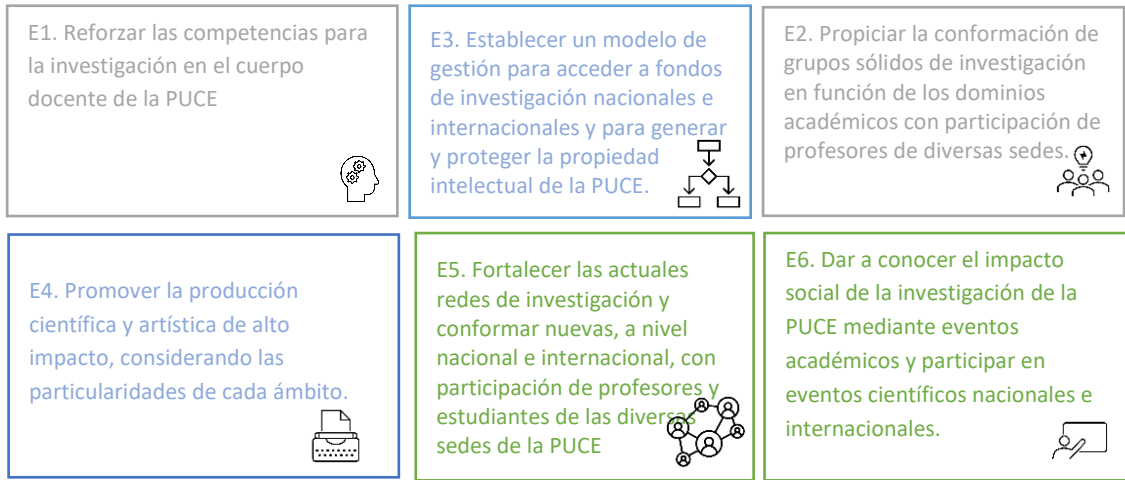 E1. Reforzar las competencias para
la investigación en el cuerpo
docente de la PUCE
E3. Establecer un modelo de
gestión para acceder a fondos
de investigación nacionales e
internacionales y para generar
y proteger la propiedad
intelectual de la PUCE.
E2. Propiciar la conformación de
grupos sólidos de investigación
en función de los dominios
académicos con participación de
profesores de diversas sedes.
E4. Promover la producción
científica y artística de alto
impacto, considerando las
particularidades de cada ámbito.
E5. Fortalecer las actuales
redes de investigación y
conformar nuevas, a nivel
nacional e internacional, con
participación de profesores y
estudiantes de las diversas
sedes de la PUCE
E6. Dar a conocer el impacto
social de la investigación de la
PUCE mediante eventos
académicos y participar en
eventos científicos nacionales e
internacionales.